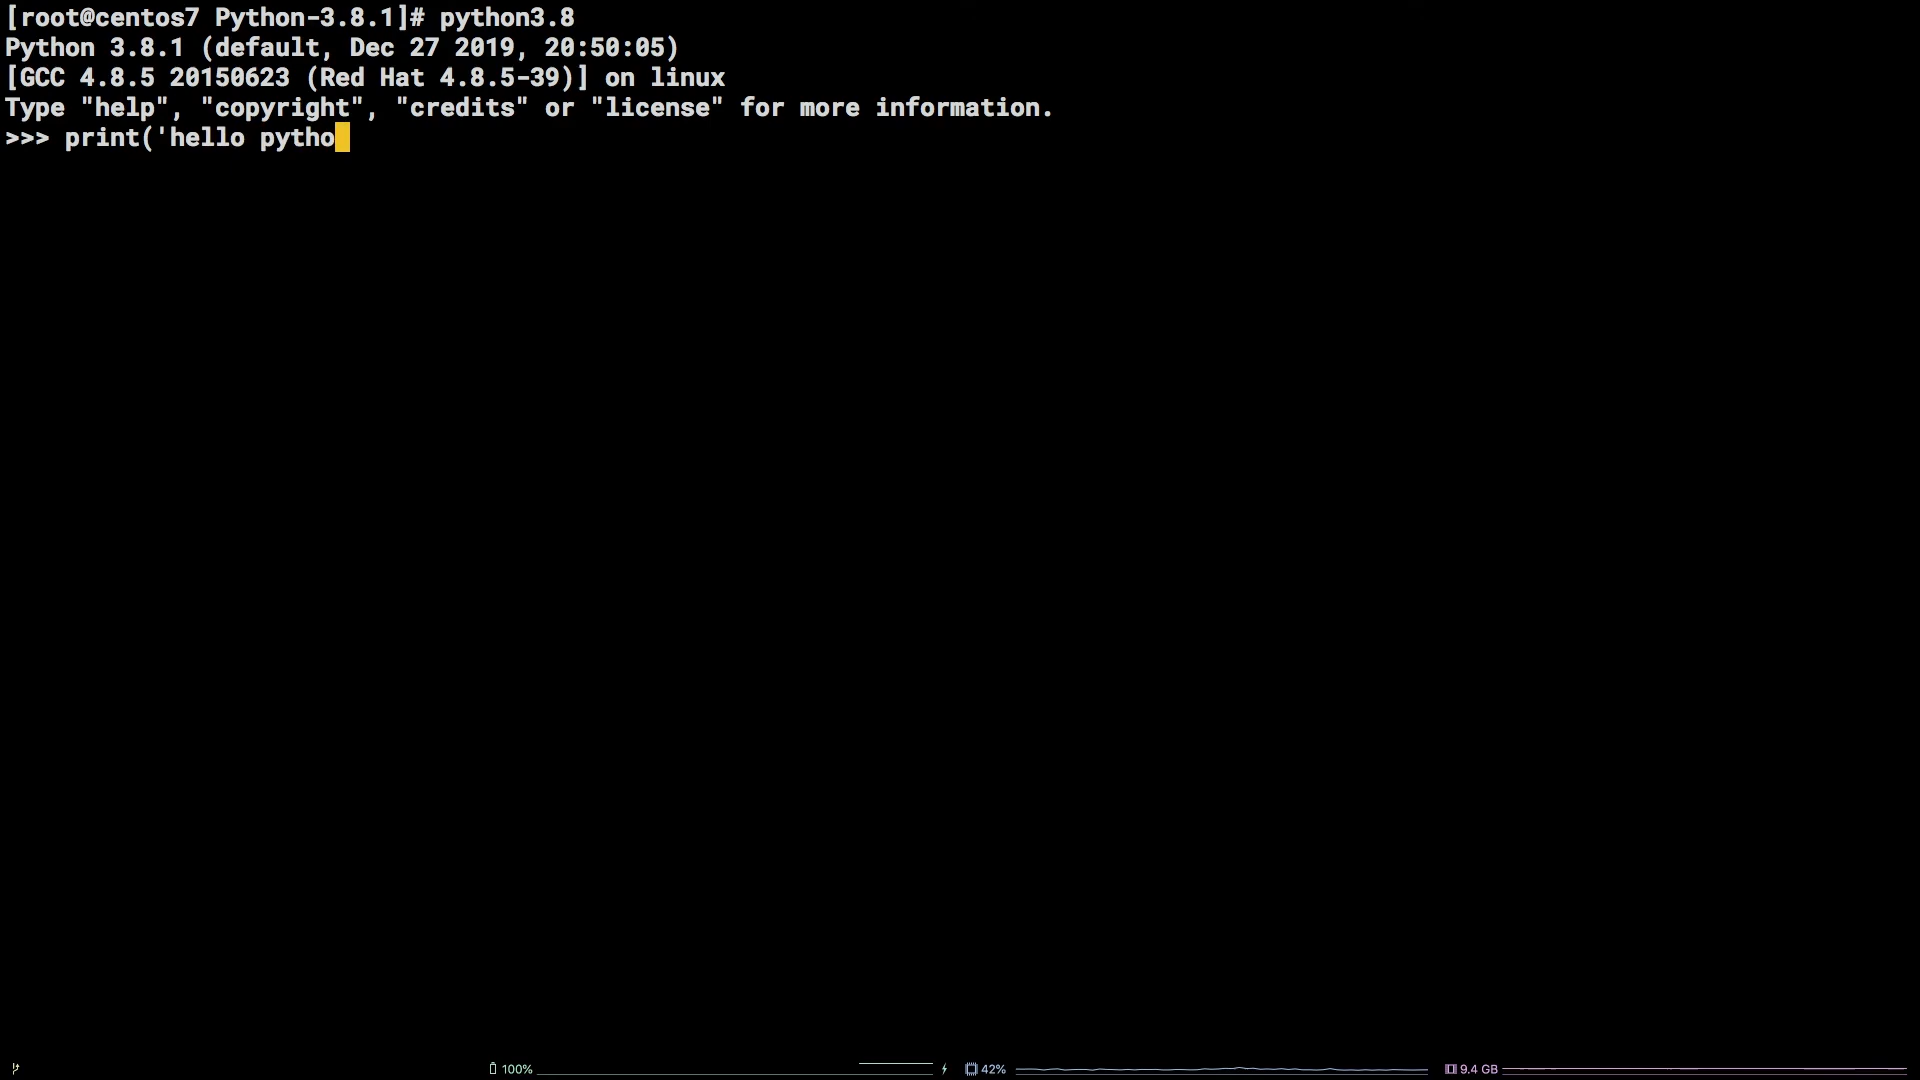 [root@centos7 Python-3.8.1]# python3.8
Python 3.8.1 (default, Dec 27 2019, 20:50:05)
[GCC 4.8.5 20150623 (Red Hat 4.8.5-39)] on linux
Type "help", "copyright", "credits" or "license" for more information.
>>> print('hello pytho
100% 42% 9.4 GB